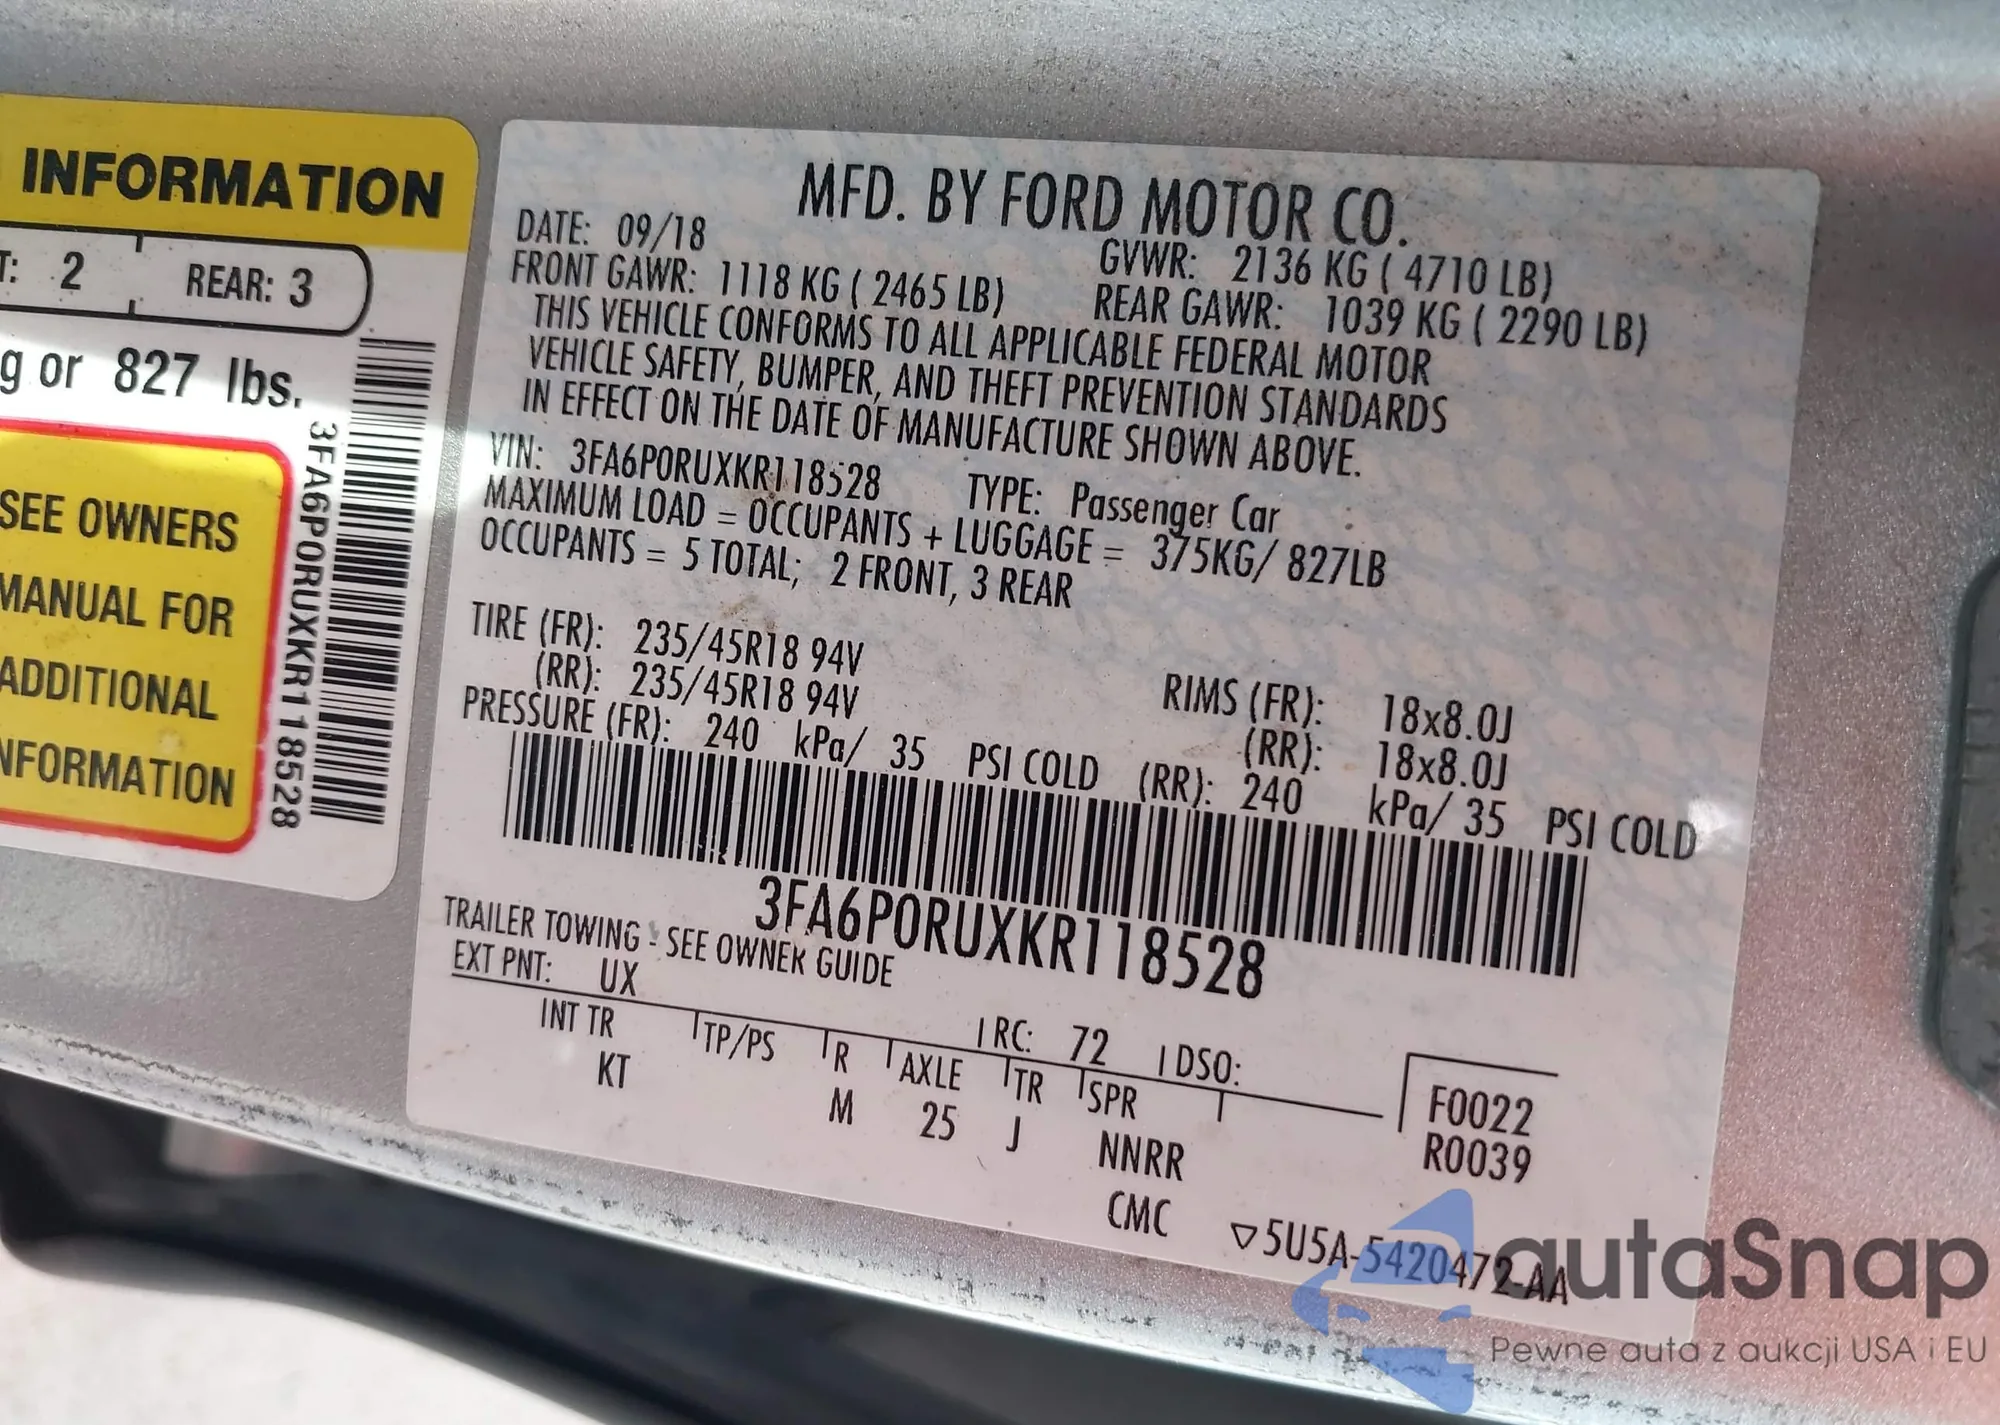 INFORMATION
T: 2 REAR: 3
g or 827 lbs.
SEE OWNERS
MANUAL FOR
ADDITIONAL
INFORMATION
3FA6P0RUXKR118528
MFD. BY FORD MOTOR CO.
DATE: 09/18 GVWR: 2136 KG ( 4710 LB)
FRONT GAWR: 1118 KG ( 2465 LB) REAR GAWR: 1039 KG ( 2290 LB)
THIS VEHICLE CONFORMS TO ALL APPLICABLE FEDERAL MOTOR
VEHICLE SAFETY, BUMPER, AND THEFT PREVENTION STANDARDS
IN EFFECT ON THE DATE OF MANUFACTURE SHOWN ABOVE.
VIN: 3FA6P0RUXKR118528 TYPE: Passenger Car
MAXIMUM LOAD = OCCUPANTS + LUGGAGE = 375KG/ 827LB
OCCUPANTS = 5 TOTAL; 2 FRONT, 3 REAR
TIRE (FR): 235/45R18 94V RIMS (FR): 18x8.0J
(RR): 235/45R18 94V (RR): 18x8.0J
PRESSURE (FR): 240 kPa/ 35 PSI COLD (RR): 240 kPa/ 35 PSI COLD
3FA6P0RUXKR118528
TRAILER TOWING - SEE OWNER GUIDE
EXT PNT: UX RC: 72 DSO:
INT TR TP/PS R AXLE TR SPR F0022
KT M 25 J NNRR R0039
CMC
5U5A-5420472-AA
autaSnap
Pewne auta z aukcji USA i EU